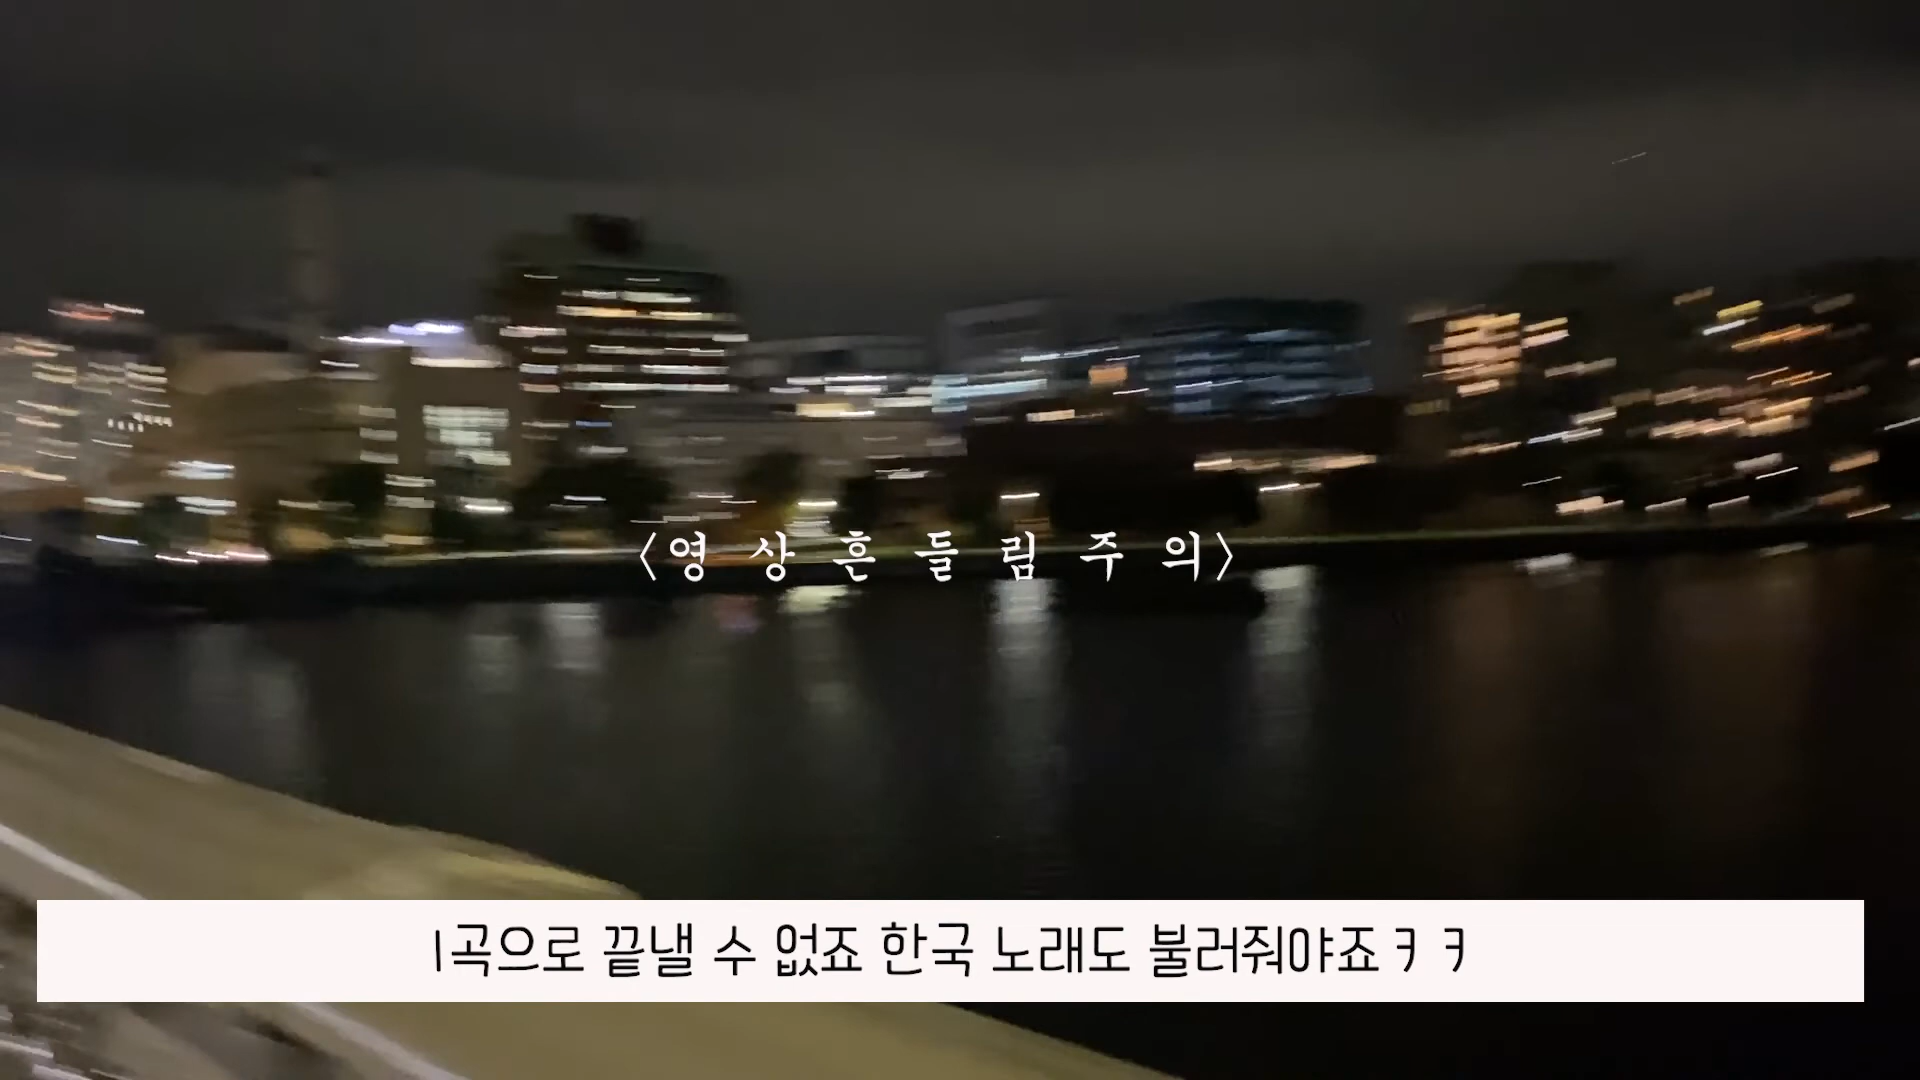 <영 상 흔 들 림 주 의>
1곡으로 끝낼 수 없죠 한국 노래도 불러줘야죠 ㅋ ㅋ